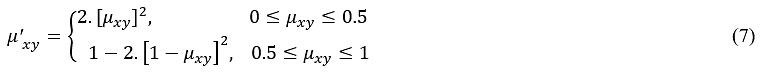 μ′xy = {2. [μxy]², 0 ≤ μxy ≤ 0.5
1 − 2. [1 − μxy]², 0.5 ≤ μxy ≤ 1 (7)